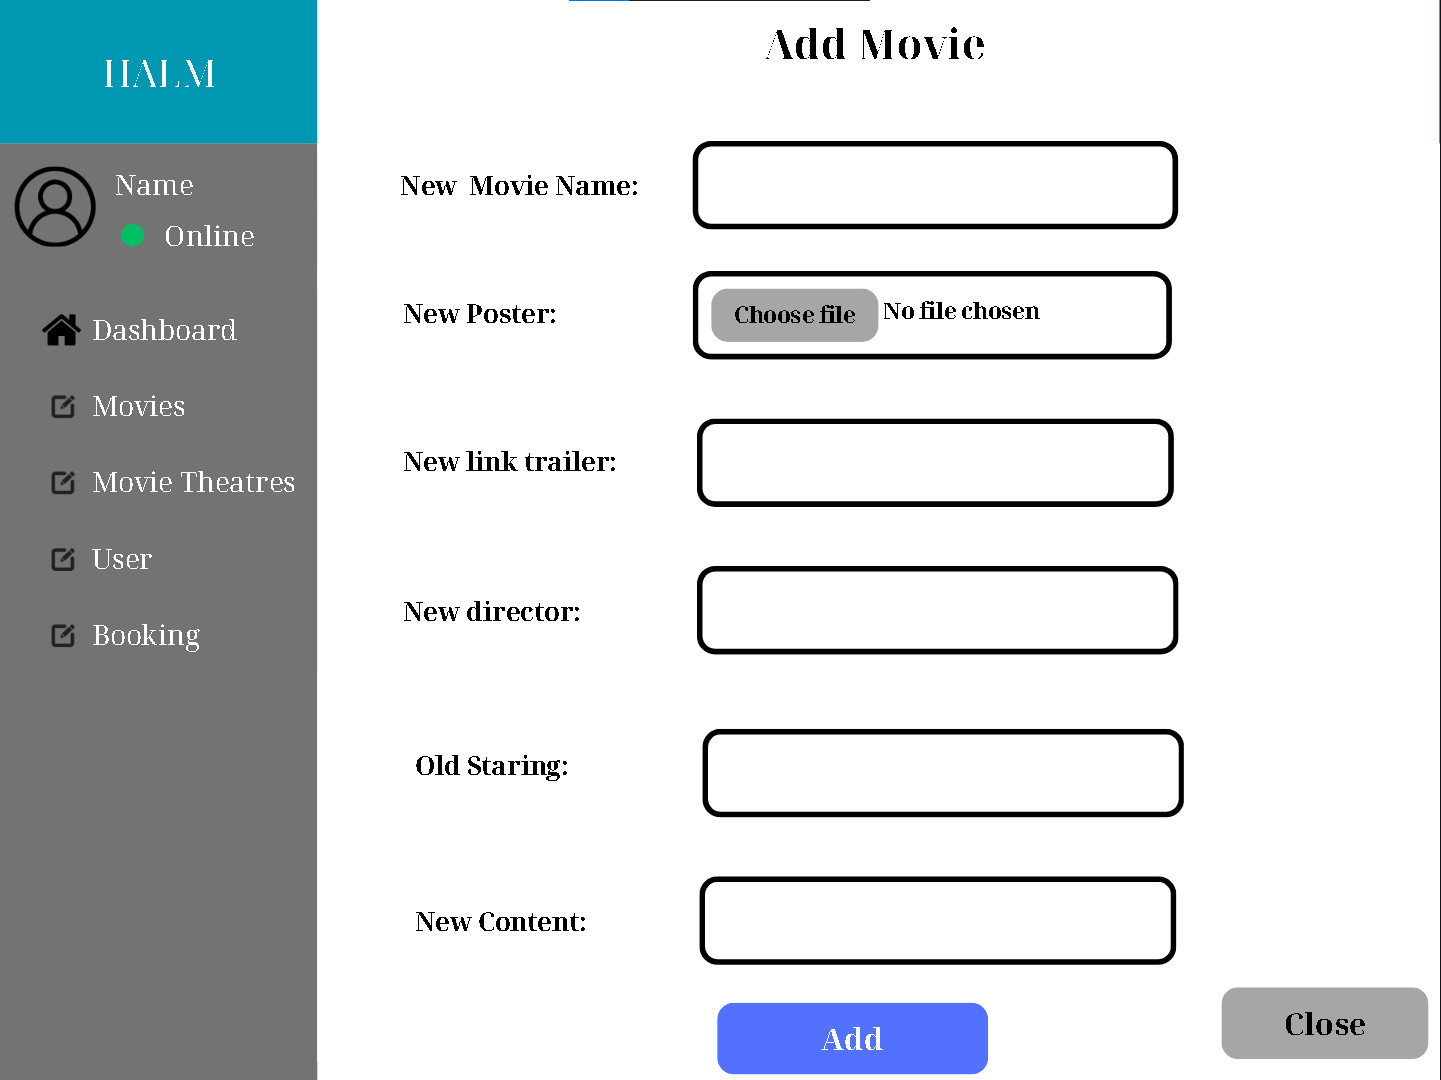 HALM
Name
Online
Dashboard
Movies
Movie Theatres
User
Booking
Add Movie
New Movie Name:
New Poster:
Choose file No file chosen
New link trailer:
New director:
Old Staring:
New Content:
Add
Close